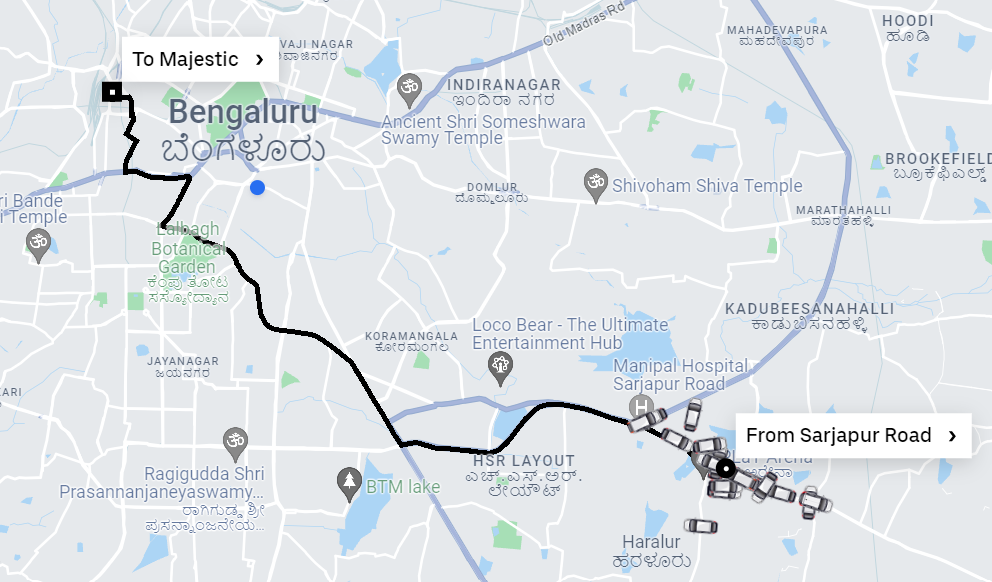 HOODI
ಹೂಡಿ
Old Madras Rd
MAHADEVAPURA
ಮಹದೇವಪುರ
To Majestic
VAJI NAGAR
ವಾಜಿನಗರ
INDIRANAGAR
ಇಂದಿರಾ ನಗರ
Bengaluru
ಬೆಂಗಳೂರು
Ancient Shri Someshwara
Swamy Temple
BROOKEFIELD
ಬ್ರೂಕೆಫೀಲ್ಡ್
DOMLUR
ದೊಮ್ಮಲೂರು
Shivoham Shiva Temple
ri Bande
i Temple
MARATHAHALLI
ಮಾರತಹಳ್ಳಿ
Lalbagh
Botanical
Garden
ಕೆಂಪು ತೋಟ
ಸಸ್ಯೋದ್ಯಾನ
KADUBEESANAHALLI
ಕಾಡುಬಿಸನಹಳ್ಳಿ
KORAMANGALA
ಕೋರಮಂಗಲ
Loco Bear - The Ultimate
Entertainment Hub
JAYANAGAR
ಜಯನಗರ
Manipal Hospital
Sarjapur Road
KARI
From Sarjapur Road
HSR LAYOUT
ಎಚ್.ಎಸ್.ಆರ್.
ಲೇಯೌಟ್
Ragigudda Shri
Prasannanjaneyaswamy...
ರಾಗಿಗುಡ್ಡ ಶ್ರೀ
ಪ್ರಸನ್ನಾಂಜನೇಯ...
BTM lake
Haralur
ಹರಳೂರು